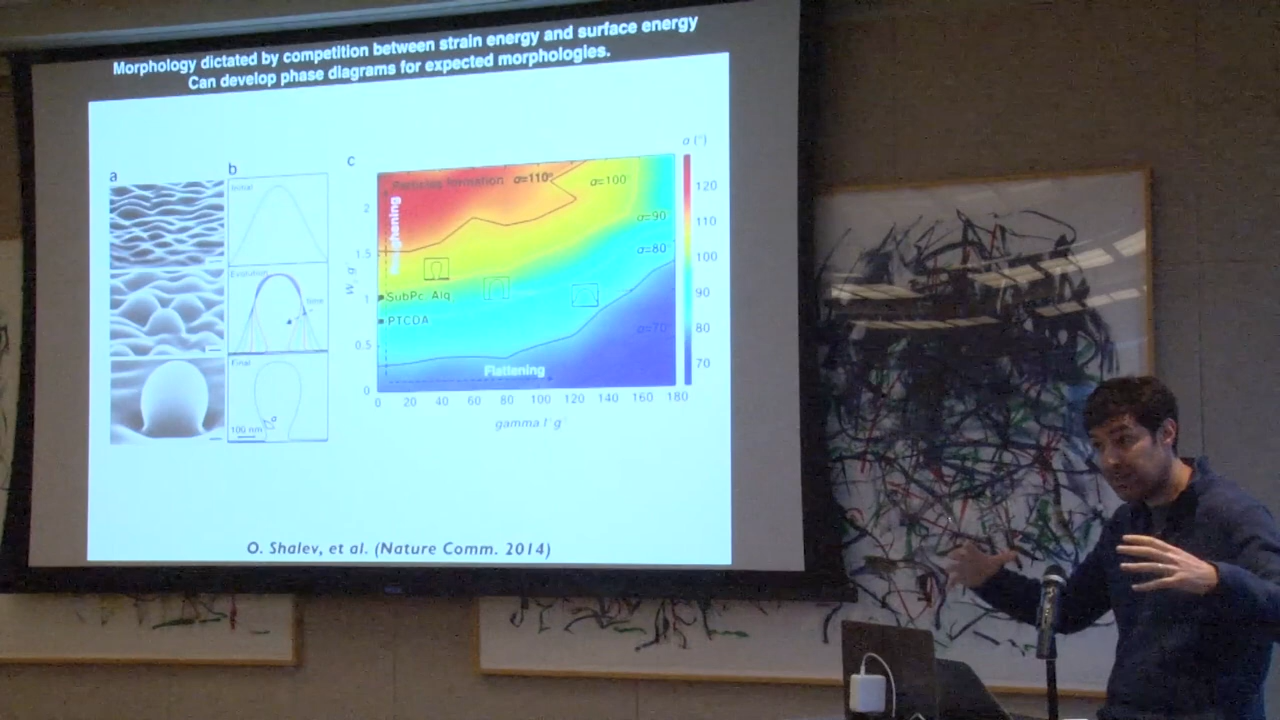 Morphology dictated by competition between strain energy and surface energy
Can develop phase diagrams for expected morphologies.
a
b
c
Initial
Evolution
time
Final
100 nm
α
α (°)
Particles formation
α=110°
α=100°
α=90
α=80°
α=70°
SubPc Alq
PTCDA
Flattening
2
1.5
1
0.5
0
0 20 40 60 80 100 120 140 160 180
gamma l⁻g⁻
120
110
100
90
80
70
O. Shalev, et al. (Nature Comm. 2014)